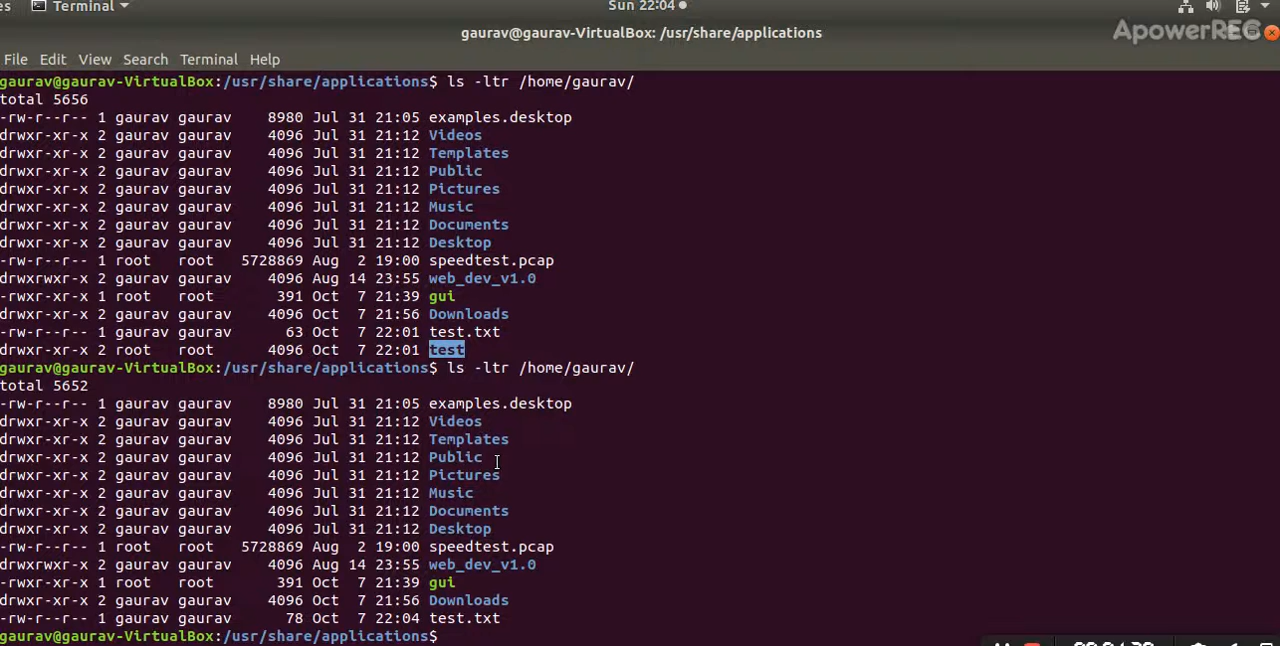 es Terminal Sun 22:04
gaurav@gaurav-VirtualBox: /usr/share/applications
ApowerREC
File Edit View Search Terminal Help
gaurav@gaurav-VirtualBox:/usr/share/applications$ ls -ltr /home/gaurav/
total 5656
-rw-r--r-- 1 gaurav gaurav 8980 Jul 31 21:05 examples.desktop
drwxr-xr-x 2 gaurav gaurav 4096 Jul 31 21:12 Videos
drwxr-xr-x 2 gaurav gaurav 4096 Jul 31 21:12 Templates
drwxr-xr-x 2 gaurav gaurav 4096 Jul 31 21:12 Public
drwxr-xr-x 2 gaurav gaurav 4096 Jul 31 21:12 Pictures
drwxr-xr-x 2 gaurav gaurav 4096 Jul 31 21:12 Music
drwxr-xr-x 2 gaurav gaurav 4096 Jul 31 21:12 Documents
drwxr-xr-x 2 gaurav gaurav 4096 Jul 31 21:12 Desktop
-rw-r--r-- 1 root root 5728869 Aug 2 19:00 speedtest.pcap
drwxrwxr-x 2 gaurav gaurav 4096 Aug 14 23:55 web_dev_v1.0
-rwxr-xr-x 1 root root 391 Oct 7 21:39 gui
drwxr-xr-x 2 gaurav gaurav 4096 Oct 7 21:56 Downloads
-rw-r--r-- 1 gaurav gaurav 63 Oct 7 22:01 test.txt
drwxr-xr-x 2 root root 4096 Oct 7 22:01 test
gaurav@gaurav-VirtualBox:/usr/share/applications$ ls -ltr /home/gaurav/
total 5652
-rw-r--r-- 1 gaurav gaurav 8980 Jul 31 21:05 examples.desktop
drwxr-xr-x 2 gaurav gaurav 4096 Jul 31 21:12 Videos
drwxr-xr-x 2 gaurav gaurav 4096 Jul 31 21:12 Templates
drwxr-xr-x 2 gaurav gaurav 4096 Jul 31 21:12 Public
drwxr-xr-x 2 gaurav gaurav 4096 Jul 31 21:12 Pictures
drwxr-xr-x 2 gaurav gaurav 4096 Jul 31 21:12 Music
drwxr-xr-x 2 gaurav gaurav 4096 Jul 31 21:12 Documents
drwxr-xr-x 2 gaurav gaurav 4096 Jul 31 21:12 Desktop
-rw-r--r-- 1 root root 5728869 Aug 2 19:00 speedtest.pcap
drwxrwxr-x 2 gaurav gaurav 4096 Aug 14 23:55 web_dev_v1.0
-rwxr-xr-x 1 root root 391 Oct 7 21:39 gui
drwxr-xr-x 2 gaurav gaurav 4096 Oct 7 21:56 Downloads
-rw-r--r-- 1 gaurav gaurav 78 Oct 7 22:04 test.txt
gaurav@gaurav-VirtualBox:/usr/share/applications$